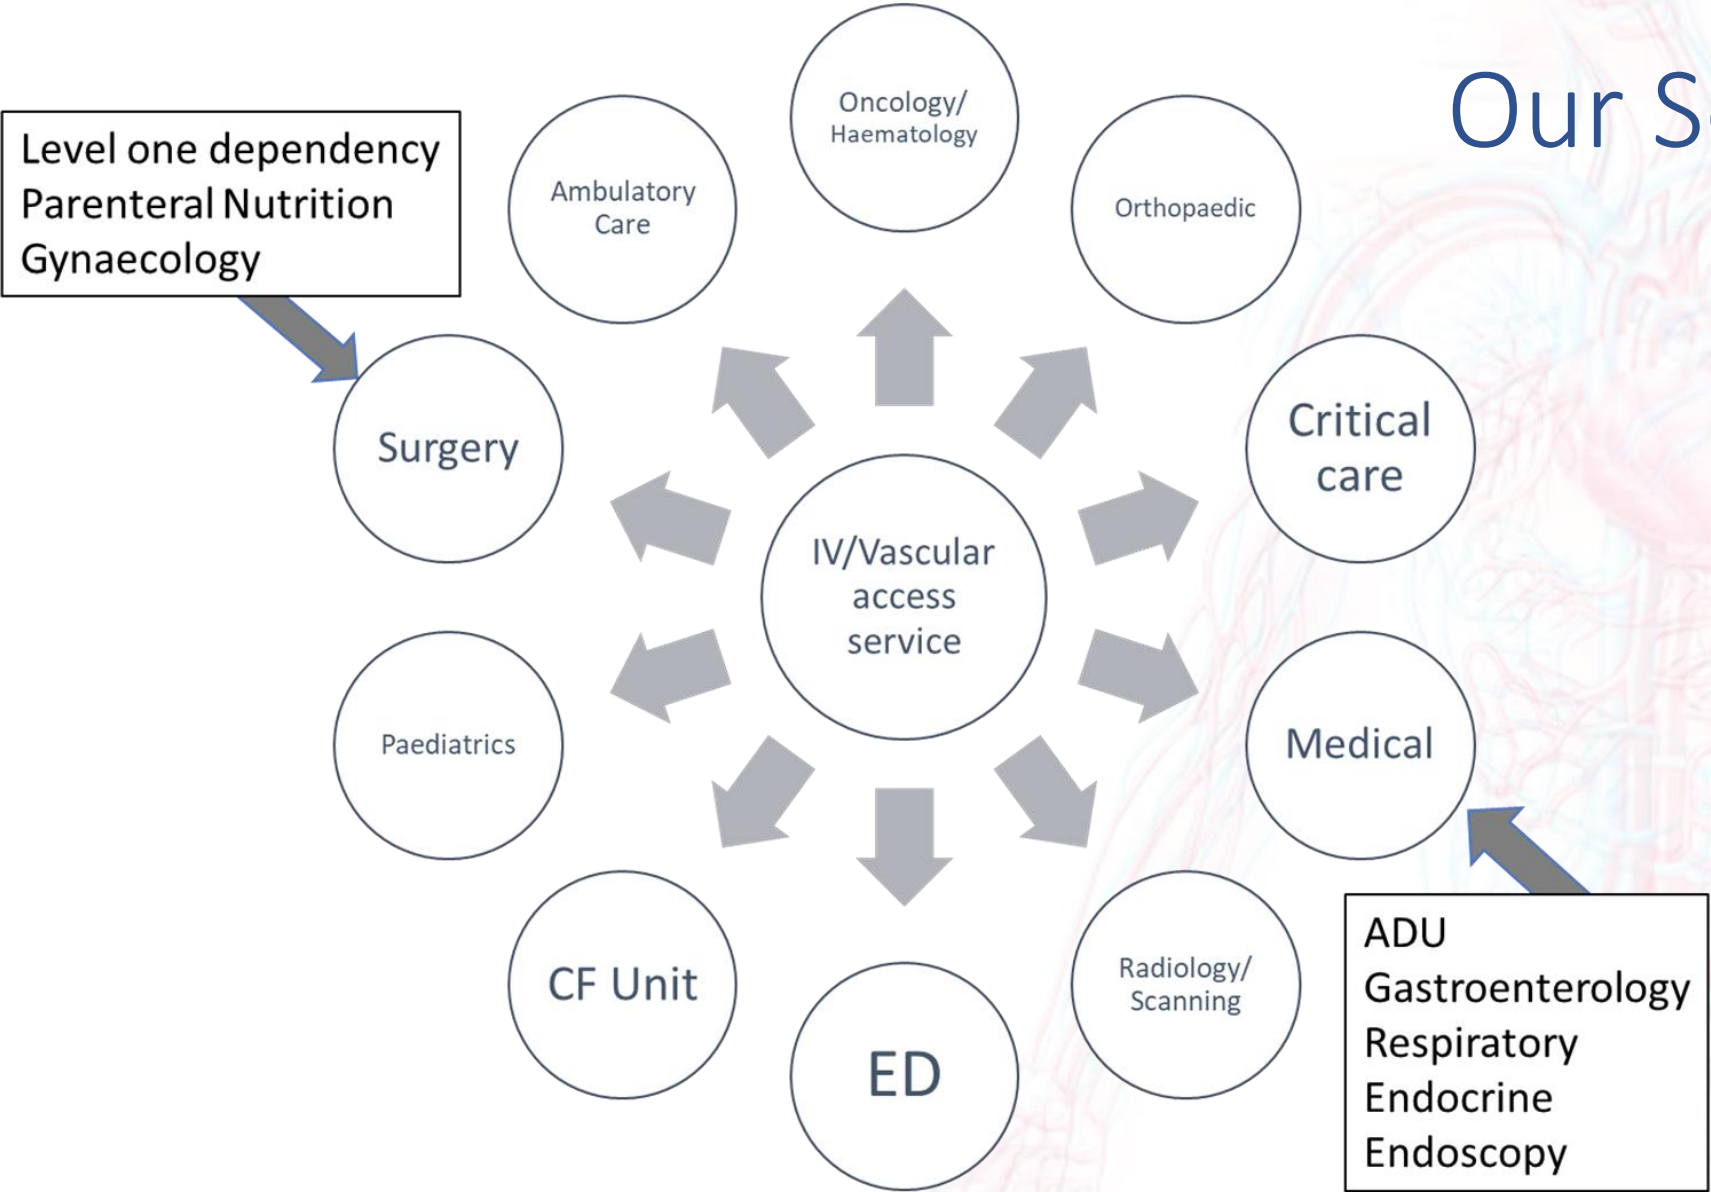 Our S
Oncology/
Haematology
Orthopaedic
Critical
care
Medical
ADU
Gastroenterology
Respiratory
Endocrine
Endoscopy
Radiology/
Scanning
ED
CF Unit
Paediatrics
Surgery
Level one dependency
Parenteral Nutrition
Gynaecology
Ambulatory
Care
IV/Vascular
access
service